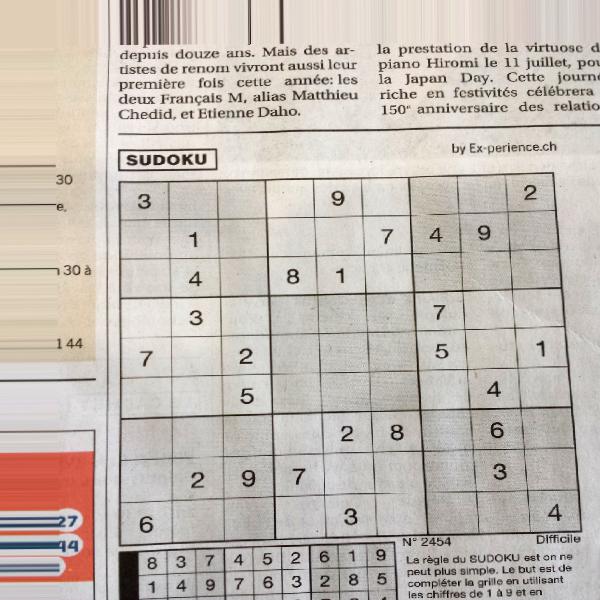 depuis douze ans. Mais des ar-
tistes de renom vivront aussi leur
première fois cette année: les
deux Français M, alias Matthieu
Chedid, et Etienne Daho.
la prestation de la virtuose d
piano Hiromi le 11 juillet, pou
la Japan Day. Cette journé
riche en festivités célébrera
150e anniversaire des relatio
30
e,
30 à
1 44
27
44
SUDOKU
by Ex-perience.ch
3 9 2
1 7 4 9
4 8 1
3 7
7 2 5 1
5 4
2 8 6
2 9 7 3
6 3 4
N° 2454 Difficile
8 3 7 4 5 2 6 1 9
1 4 9 7 6 3 2 8 5
La règle du SUDOKU est on ne
peut plus simple. Le but est de
compléter la grille en utilisant
les chiffres de 1 à 9 et en